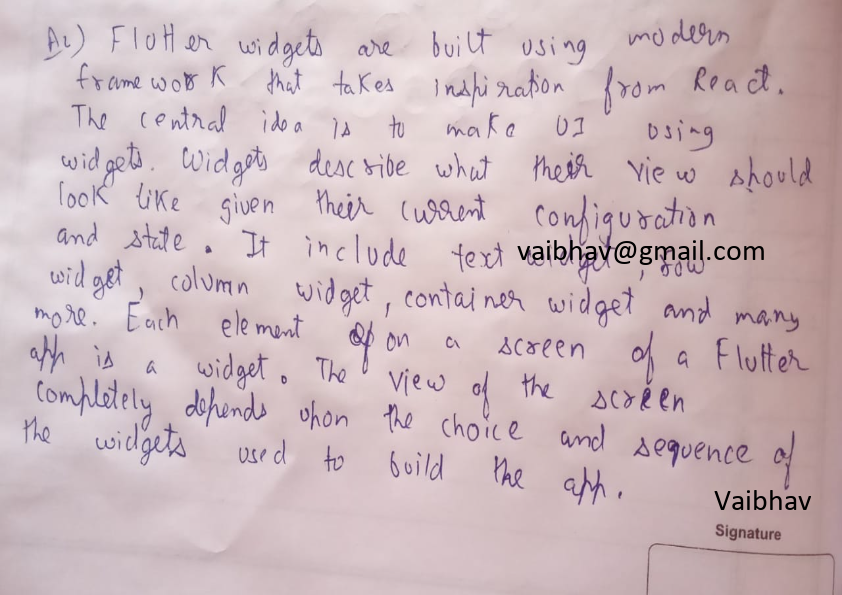 A2) Flutter widgets are built using modern
framework that takes inspiration from React.
The central idea is to make UI using
widgets. Widgets describe what their view should
look like given their current configuration
and state. It include text widget, row
vaibhav@gmail.com
widget, column widget, container widget and many
more. Each element on a screen of a Flutter
app is a widget. The view of the screen
completely depends upon the choice and sequence of
the widgets used to build the app.
Vaibhav
Signature